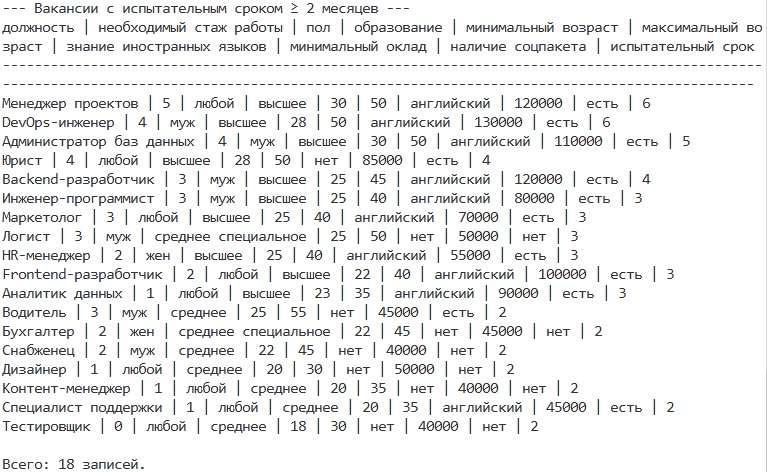 --- Вакансии с испытательным сроком ≥ 2 месяцев ---
должность | необходимый стаж работы | пол | образование | минимальный возраст | максимальный во
зраст | знание иностранных языков | минимальный оклад | наличие соцпакета | испытательный срок
-----------------------------------------------------------------------------------------------
----------------------------------------------------------------------------------------------
Менеджер проектов | 5 | любой | высшее | 30 | 50 | английский | 120000 | есть | 6
DevOps-инженер | 4 | муж | высшее | 28 | 50 | английский | 130000 | есть | 6
Администратор баз данных | 4 | муж | высшее | 30 | 50 | английский | 110000 | есть | 5
Юрист | 4 | любой | высшее | 28 | 50 | нет | 85000 | есть | 4
Backend-разработчик | 3 | муж | высшее | 25 | 45 | английский | 120000 | есть | 4
Инженер-программист | 3 | муж | высшее | 25 | 40 | английский | 80000 | есть | 3
Маркетолог | 3 | любой | высшее | 25 | 40 | английский | 70000 | есть | 3
Логист | 3 | муж | среднее специальное | 25 | 50 | нет | 50000 | нет | 3
HR-менеджер | 2 | жен | высшее | 25 | 40 | английский | 55000 | есть | 3
Frontend-разработчик | 2 | любой | высшее | 22 | 40 | английский | 100000 | есть | 3
Аналитик данных | 1 | любой | высшее | 23 | 35 | английский | 90000 | есть | 3
Водитель | 3 | муж | среднее | 25 | 55 | нет | 45000 | есть | 2
Бухгалтер | 2 | жен | среднее специальное | 22 | 45 | нет | 45000 | нет | 2
Снабженец | 2 | муж | среднее | 22 | 45 | нет | 40000 | нет | 2
Дизайнер | 1 | любой | среднее | 20 | 30 | нет | 50000 | нет | 2
Контент-менеджер | 1 | любой | среднее | 20 | 35 | нет | 40000 | нет | 2
Специалист поддержки | 1 | любой | среднее | 20 | 35 | английский | 45000 | есть | 2
Тестировщик | 0 | любой | среднее | 18 | 30 | нет | 40000 | нет | 2
Всего: 18 записей.